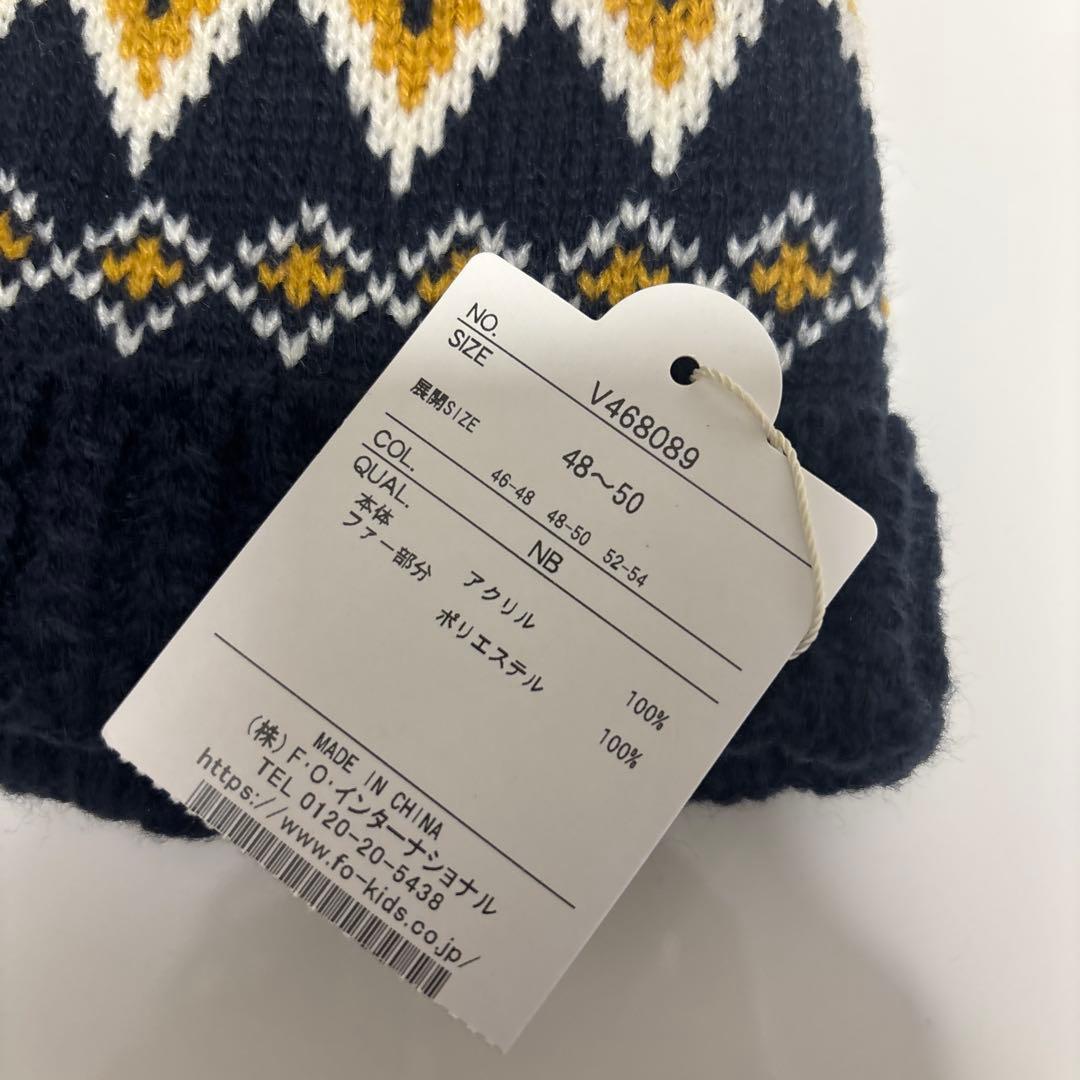 NO. V468089
SIZE 48〜50
展開SIZE 46-48 48-50 52-54
COL. NB
QUAL.
本体 アクリル 100%
ファー部分 ポリエステル 100%
MADE IN CHINA
(株)F・O・インターナショナル
TEL 0120-20-5438
https://www.fo-kids.co.jp/